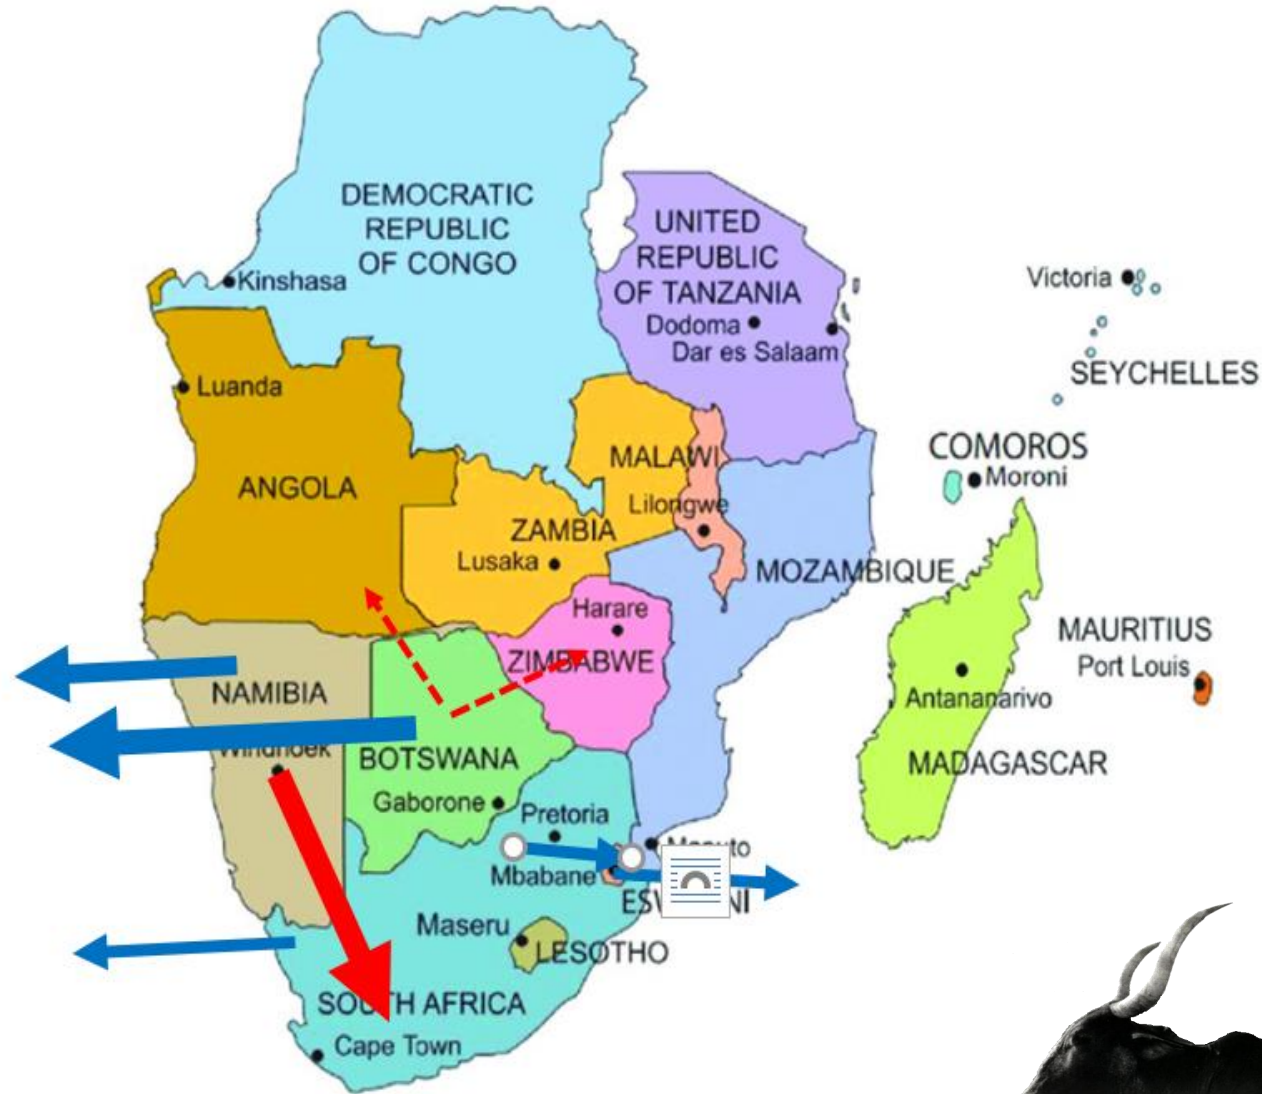 DEMOCRATIC
REPUBLIC
OF CONGO
Kinshasa
UNITED
REPUBLIC
OF TANZANIA
Dodoma
Dar es Salaam
Victoria
SEYCHELLES
Luanda
ANGOLA
MALAWI
Lilongwe
COMOROS
Moroni
ZAMBIA
Lusaka
MOZAMBIQUE
Harare
ZIMBABWE
MAURITIUS
Port Louis
NAMIBIA
Windhoek
Antananarivo
MADAGASCAR
BOTSWANA
Gaborone
Pretoria
Mbabane
Maseru
LESOTHO
SOUTH AFRICA
Cape Town